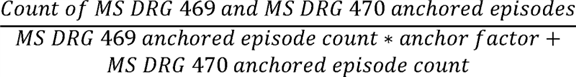 Count of MS DRG 469 and MS DRG 470 anchored episodes
MS DRG 469 anchored episode count * anchor factor +
MS DRG 470 anchored episode count